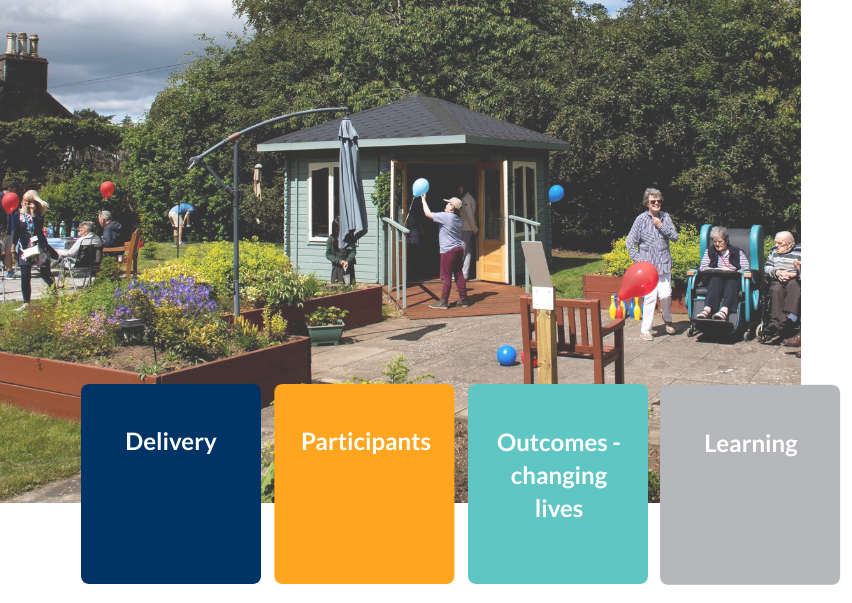 Delivery
Participants
Outcomes -
changing
lives
Learning